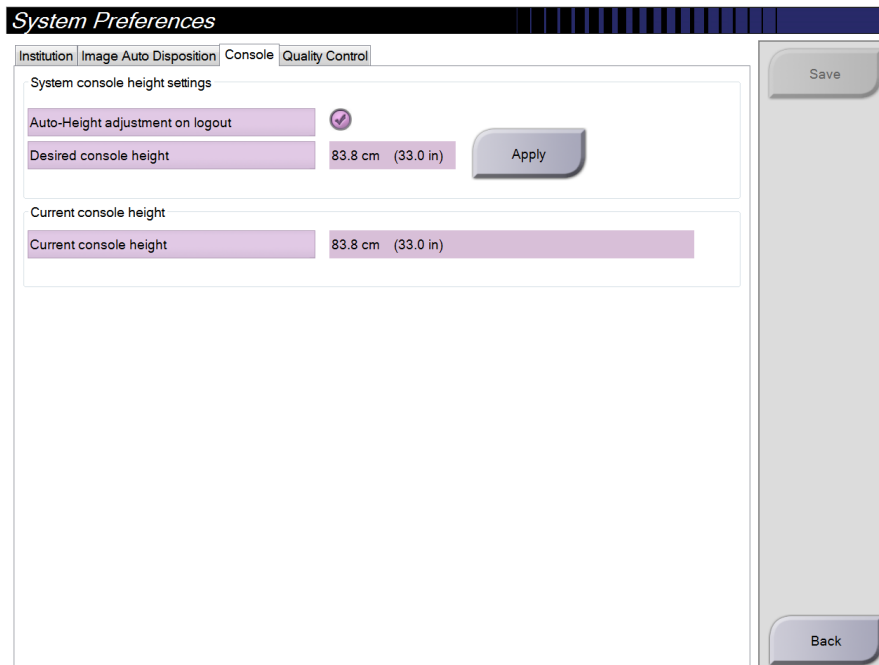 System Preferences
Institution Image Auto Disposition Console Quality Control
Save
System console height settings
Auto-Height adjustment on logout
Desired console height 83.8 cm (33.0 in) Apply
Current console height
Current console height 83.8 cm (33.0 in)
Back